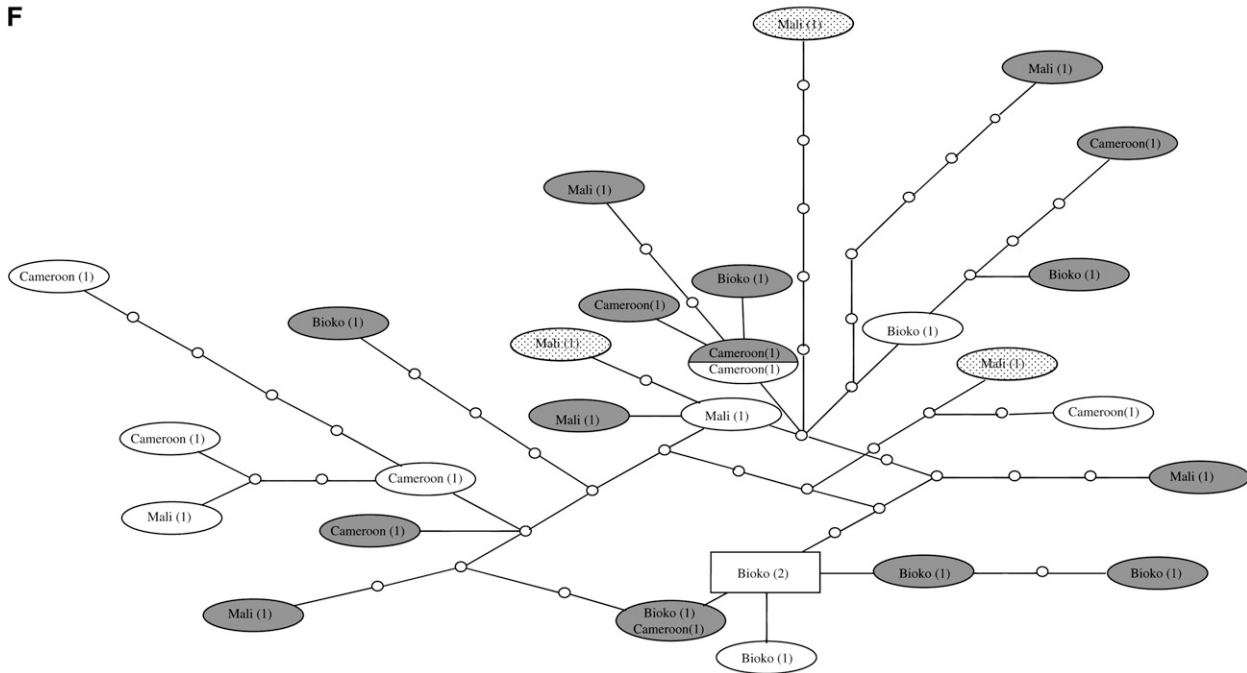 F
Mali (1)
Mali (1)
Cameroon(1)
Mali (1)
Cameroon (1)
Bioko (1)
Bioko (1)
Cameroon(1)
Bioko (1)
Bioko (1)
Mali (1)
Cameroon(1)
Cameroon(1)
Mali (1)
Mali (1)
Mali (1)
Cameroon(1)
Cameroon (1)
Cameroon (1)
Mali (1)
Mali (1)
Cameroon (1)
Bioko (2)
Bioko (1)
Bioko (1)
Mali (1)
Bioko (1)
Cameroon(1)
Bioko (1)